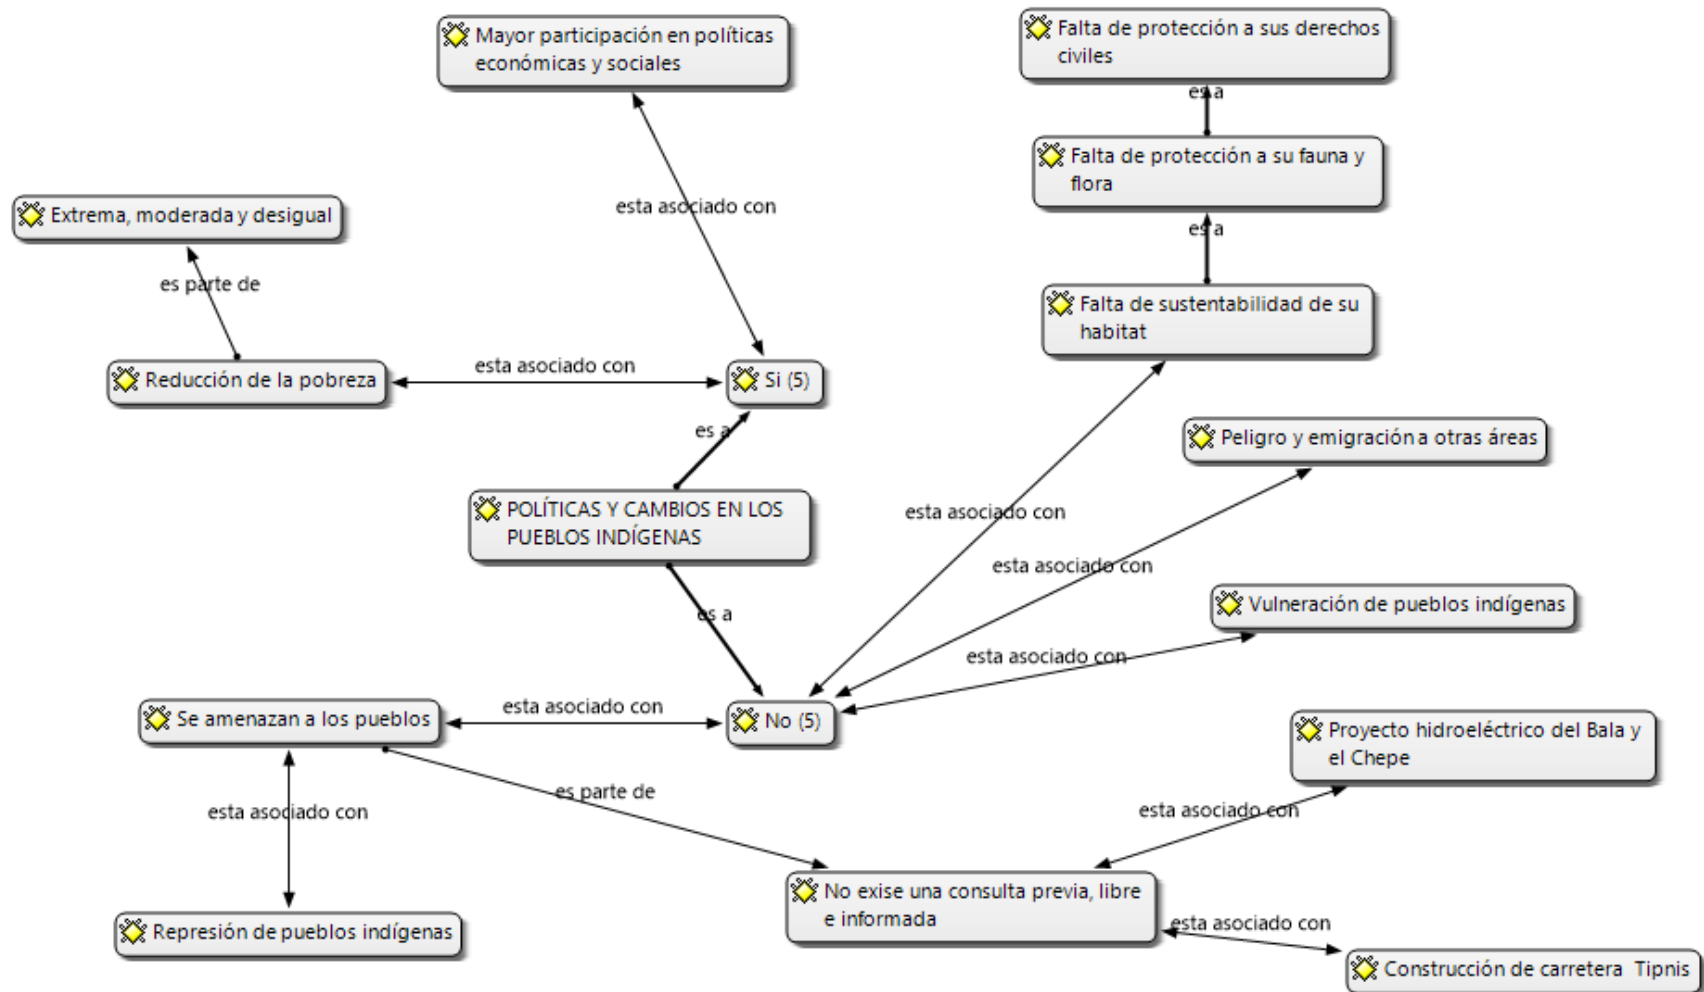 Mayor participación en políticas
económicas y sociales
Falta de protección a sus derechos
civiles
es a
Falta de protección a su fauna y
flora
es a
esta asociado con
Extrema, moderada y desigual
es parte de
Falta de sustentabilidad de su
habitat
Reducción de la pobreza
esta asociado con
Si (5)
es a
Peligro y emigración a otras áreas
POLÍTICAS Y CAMBIOS EN LOS
PUEBLOS INDÍGENAS
esta asociado con
esta asociado con
es a
Vulneración de pueblos indígenas
esta asociado con
Se amenazan a los pueblos
esta asociado con
No (5)
Proyecto hidroeléctrico del Bala y
el Chepe
es parte de
esta asociado con
esta asociado con
No exise una consulta previa, libre
e informada
Represión de pueblos indígenas
esta asociado con
Construcción de carretera  Tipnis